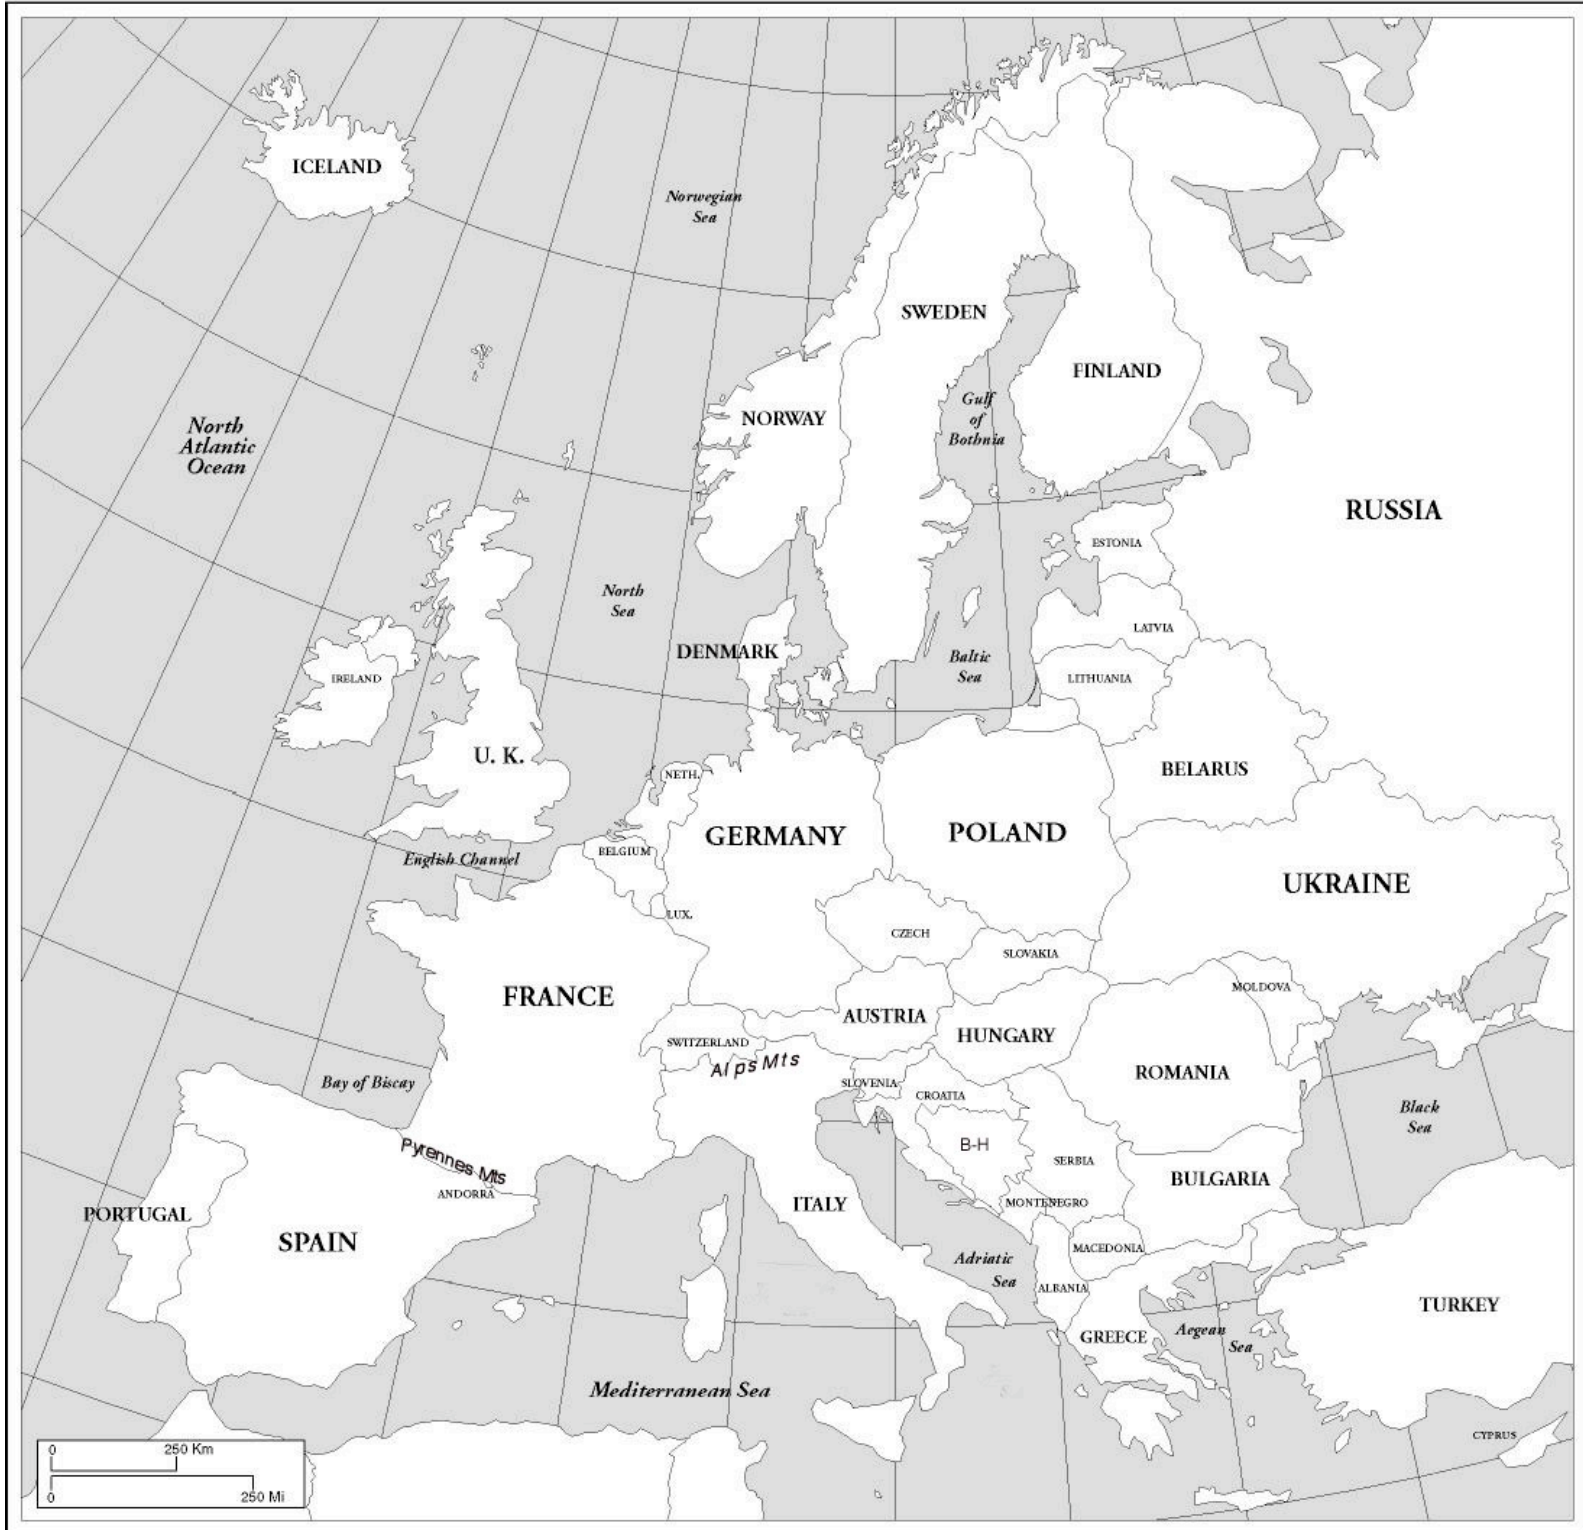 ICELAND
Norwegian
Sea
SWEDEN
FINLAND
NORWAY
Gulf
of
Bothnia
North
Atlantic
Ocean
RUSSIA
ESTONIA
North
Sea
LATVIA
DENMARK
Baltic
Sea
IRELAND
LITHUANIA
U. K.
NETH.
BELARUS
GERMANY
POLAND
BELGIUM
English Channel
UKRAINE
LUX.
CZECH
SLOVAKIA
FRANCE
MOLDOVA
AUSTRIA
HUNGARY
SWITZERLAND
Alps Mts
ROMANIA
Bay of Biscay
SLOVENIA
CROATIA
Black
Sea
B-H
Pyrennes Mts
SERBIA
ANDORRA
BULGARIA
ITALY
MONTENEGRO
PORTUGAL
SPAIN
MACEDONIA
Adriatic
Sea
ALBANIA
TURKEY
GREECE
Aegean
Sea
Mediterranean Sea
CYPRUS
0 250 Km
0 250 Mi